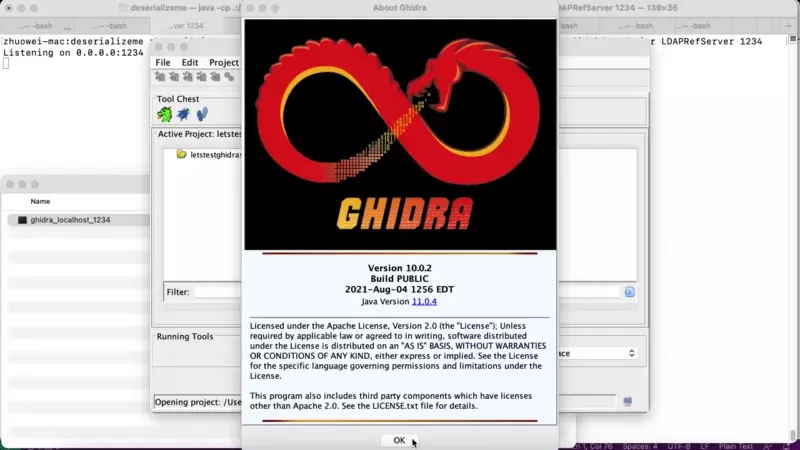 deserializeme — java -cp
About Ghidra
LDAPRefServer 1234 — 139×36
...ver 1234
-- -bash
-- -bash
-- -bash
-- -bash
zhuowei-mac:deserializeme
LDAPRefServer 1234
Listening on 0.0.0.0:1234
File Edit Project
Tool Chest
Active Project: letstestghidra
letstestghidra
Name
ghidra_localhost_1234
GHIDRA
Version 10.0.2
Build PUBLIC
2021-Aug-04 1256 EDT
Java Version 11.0.4
Filter:
Licensed under the Apache License, Version 2.0 (the "License"); Unless
required by applicable law or agreed to in writing, software distributed
under the License is distributed on an "AS IS" BASIS, WITHOUT WARRANTIES
OR CONDITIONS OF ANY KIND, either express or implied. See the License
for the specific language governing permissions and limitations under the
License.
Running Tools
This program also includes third party components which have licenses
other than Apache 2.0. See the LICENSE.txt file for details.
Opening project: /Use
OK
Ln 1, Col 76 Spaces: 4 UTF-8 LF Plain Text